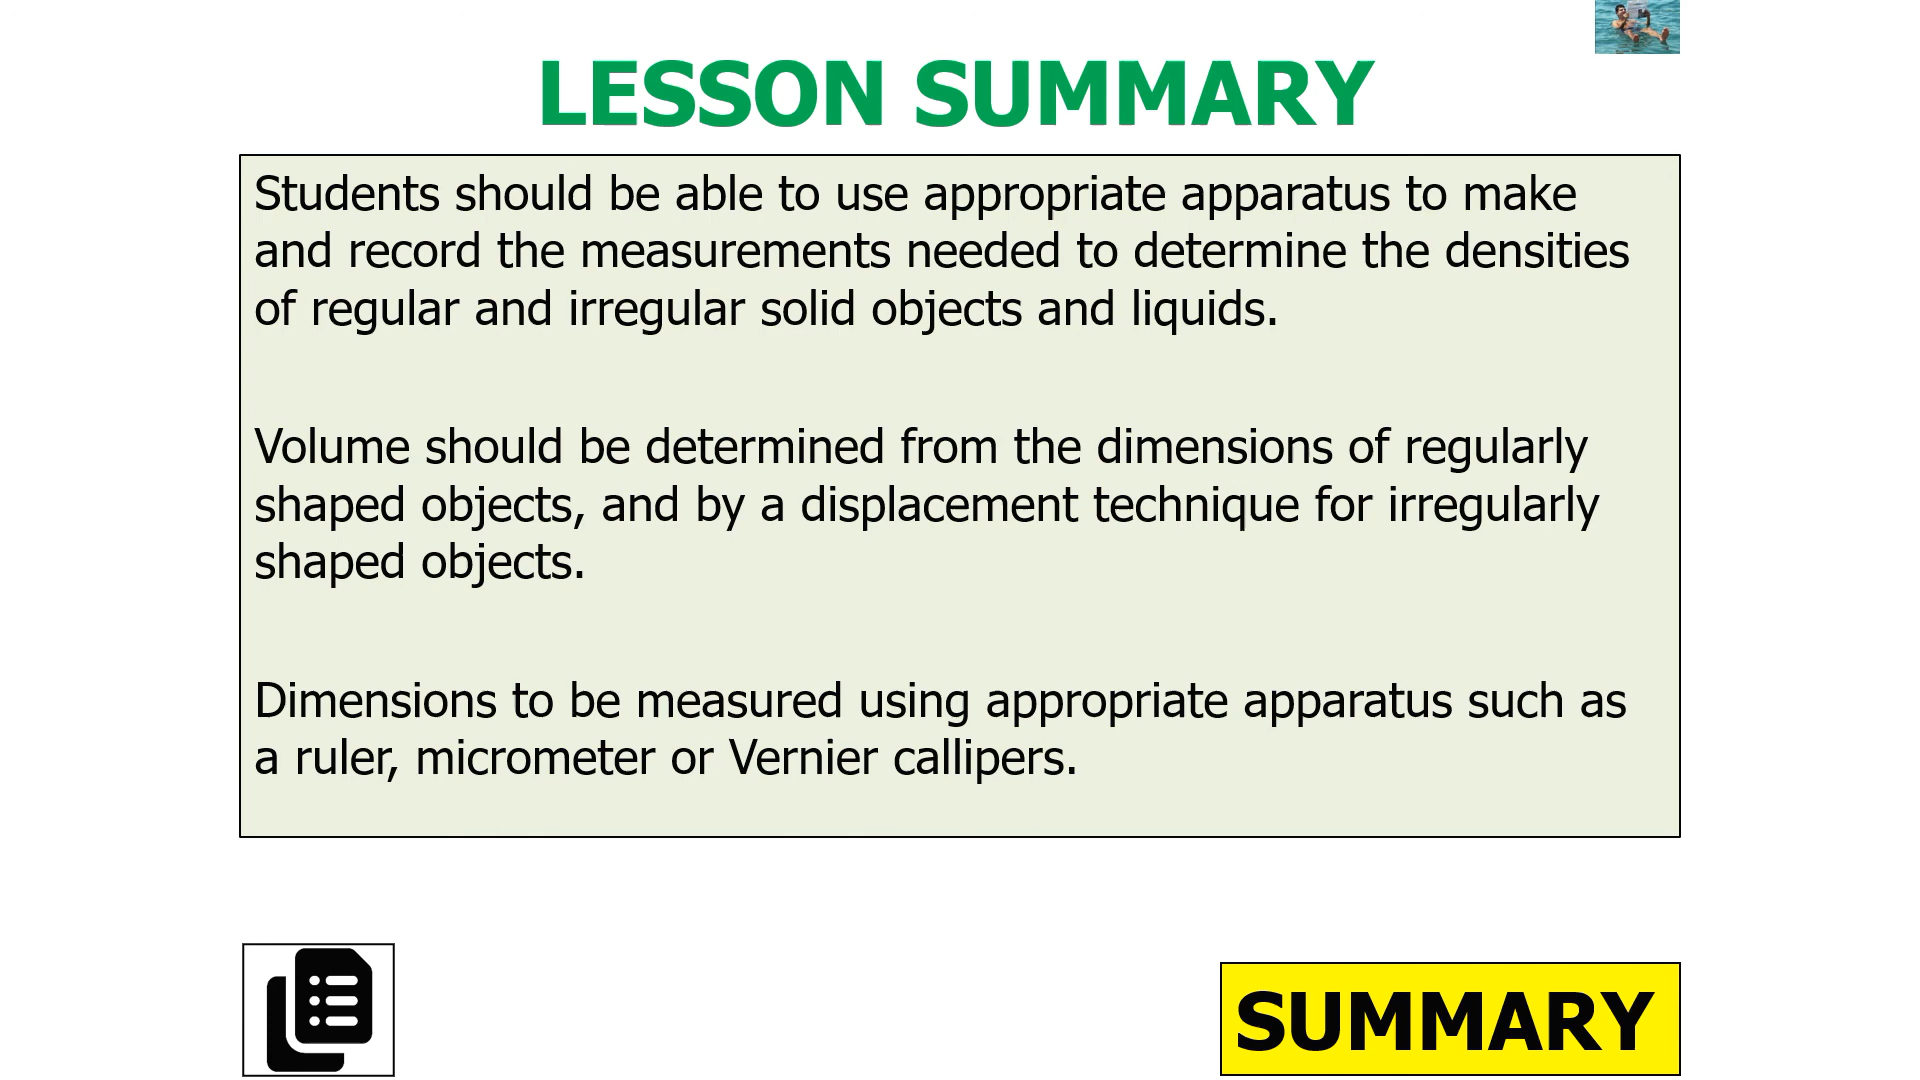 LESSON SUMMARY
Students should be able to use appropriate apparatus to make
and record the measurements needed to determine the densities
of regular and irregular solid objects and liquids.
Volume should be determined from the dimensions of regularly
shaped objects, and by a displacement technique for irregularly
shaped objects.
Dimensions to be measured using appropriate apparatus such as
a ruler, micrometer or Vernier callipers.
SUMMARY